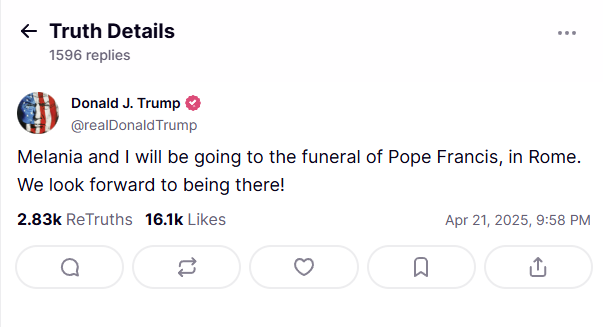 Truth Details
1596 replies
Donald J. Trump
@realDonaldTrump
Melania and I will be going to the funeral of Pope Francis, in Rome.
We look forward to being there!
2.83k ReTruths 16.1k Likes Apr 21, 2025, 9:58 PM